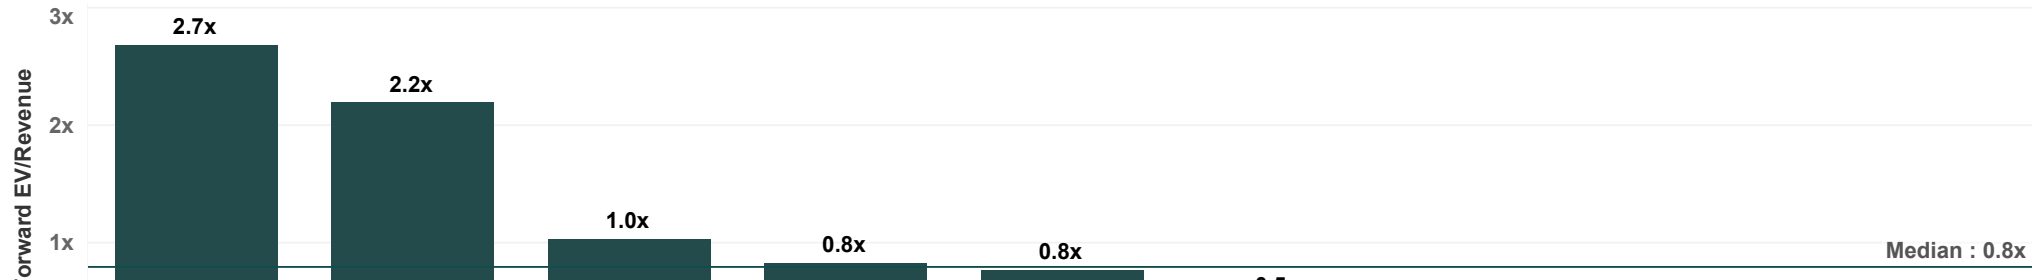 3x
2.7x
2.2x
2x
Forward EV/Revenue
1.0x
1x
0.8x
0.8x
Median : 0.8x